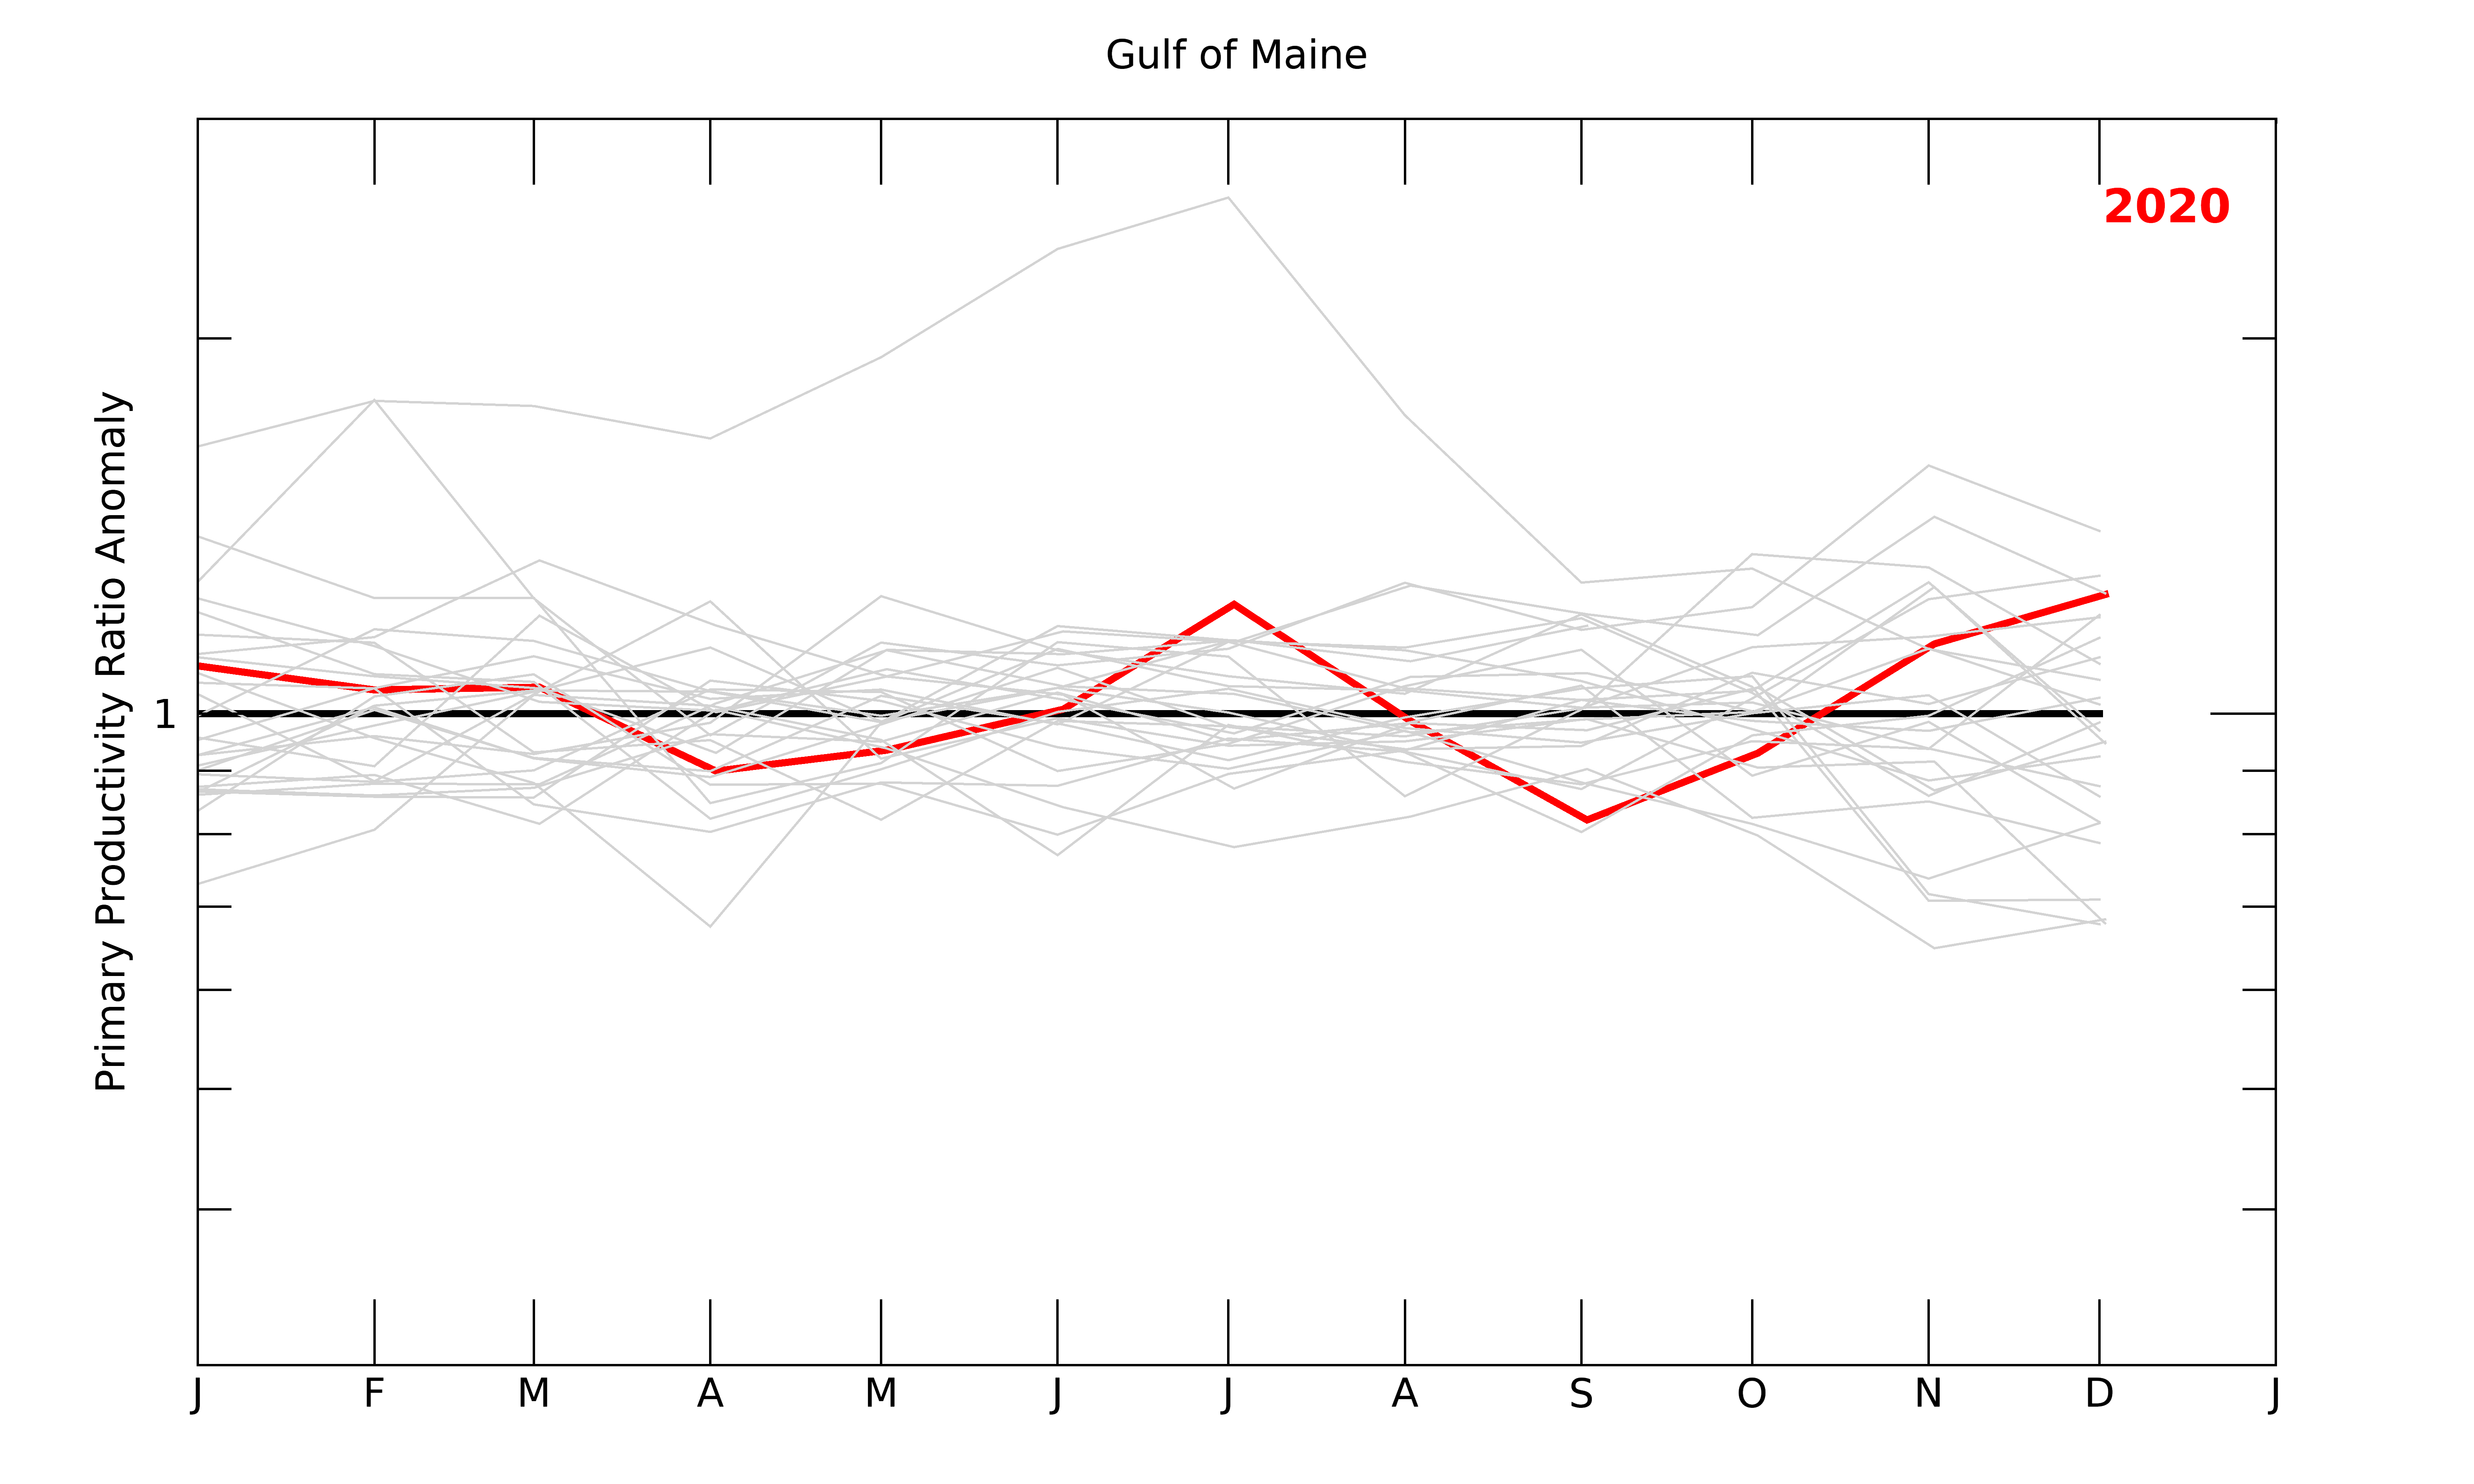 Gulf of Maine
2020
Primary Productivity Ratio Anomaly
1
J F M A M J J A S O N D J